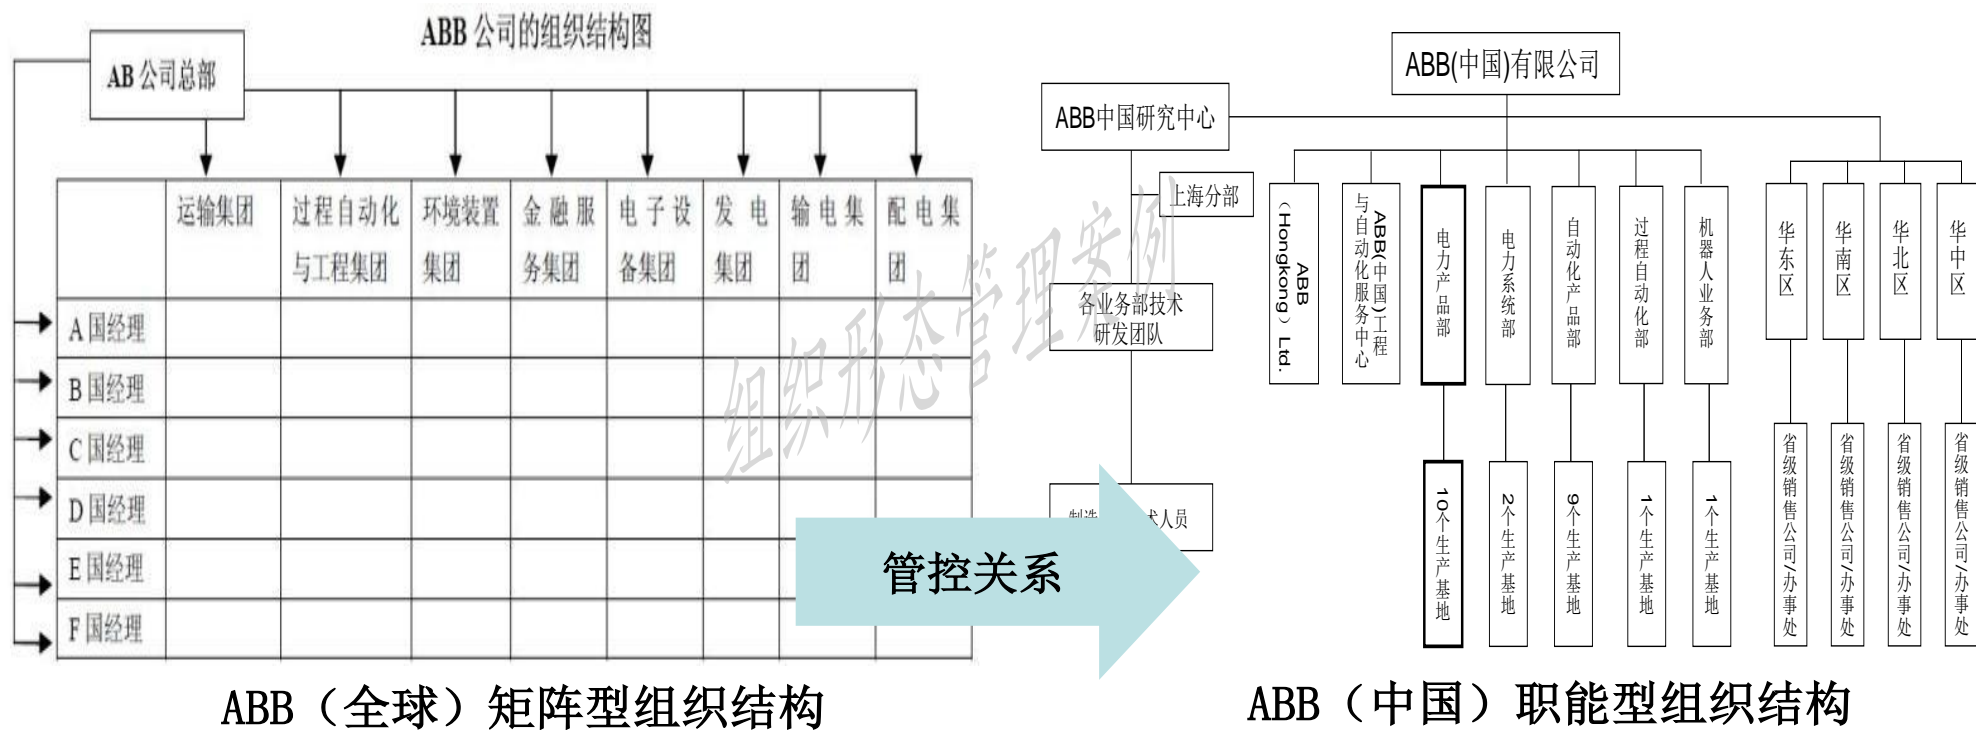 ABB 公司的组织结构图
AB 公司总部
运输集团
过程自动化
与工程集团
环境装置
集团
金融服
务集团
电子设
备集团
发电
集团
输电集
团
配电集
团
A 国经理
B 国经理
C 国经理
D 国经理
E 国经理
F 国经理
ABB（全球）矩阵型组织结构
组织形态管理案例
管控关系
ABB(中国)有限公司
ABB中国研究中心
上海分部
各业务部技术
研发团队
制造
术人员
ABB
（Hongkong）Ltd.
ABB(中国)工程
与自动化服务中心
电力产品部
电力系统部
自动化产品部
过程自动化部
机器人业务部
华东区
华南区
华北区
华中区
10个生产基地
2个生产基地
9个生产基地
1个生产基地
1个生产基地
省级销售公司/办事处
省级销售公司/办事处
省级销售公司/办事处
省级销售公司/办事处
ABB（中国）职能型组织结构